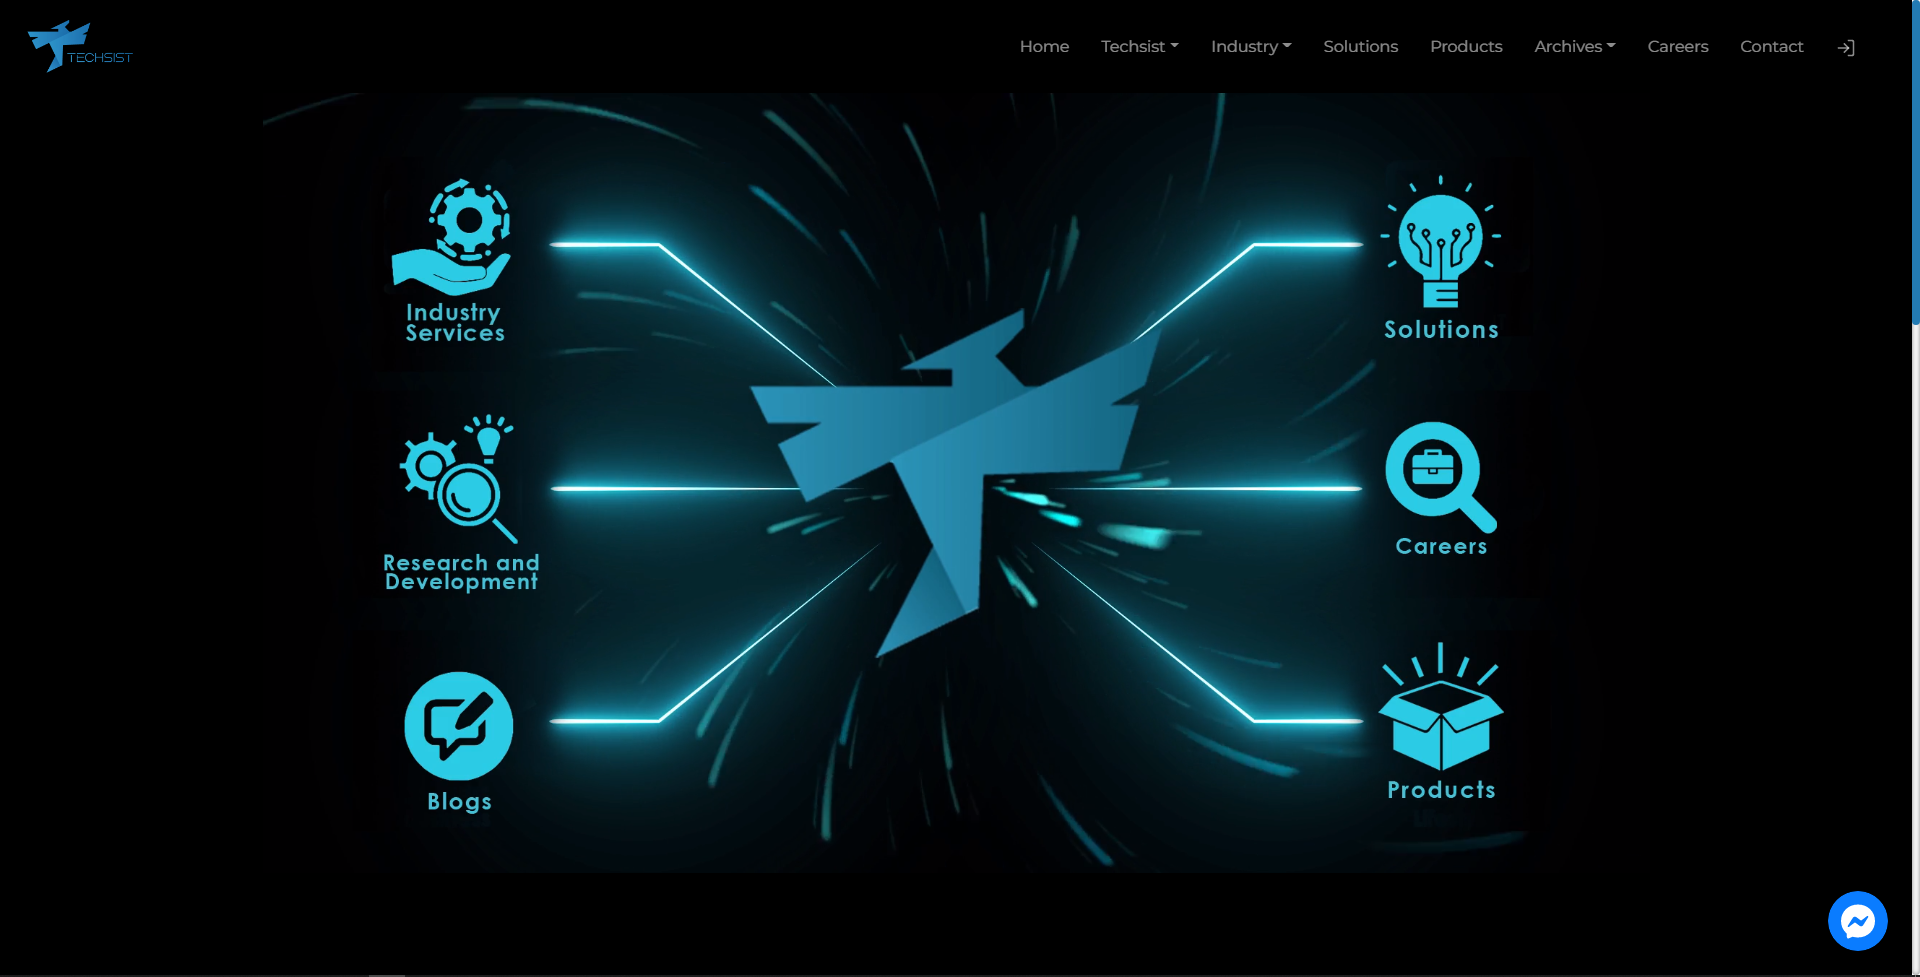 TECHSIST
Home Techsist Industry Solutions Products Archives Careers Contact
Industry
Services
Solutions
Research and
Development
Careers
Blogs
Products